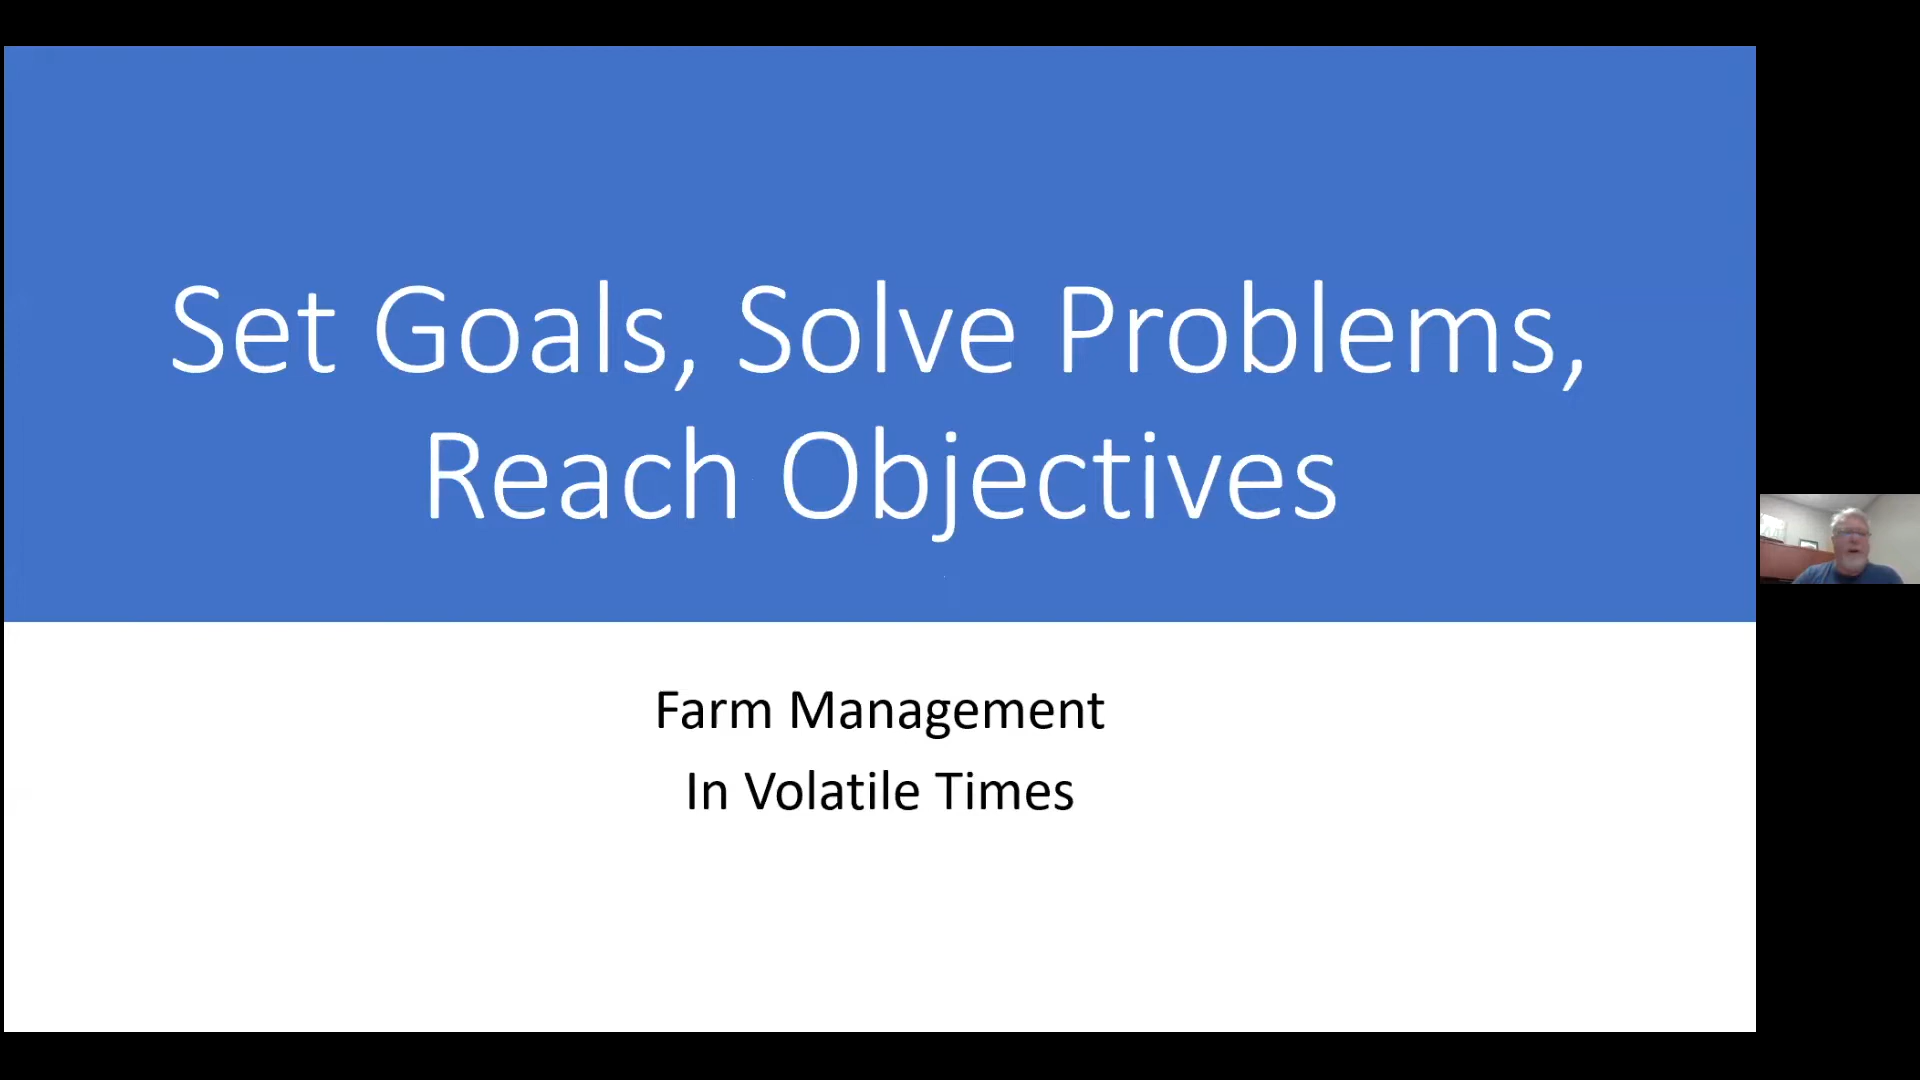 Set Goals, Solve Problems,
Reach Objectives
Farm Management
In Volatile Times